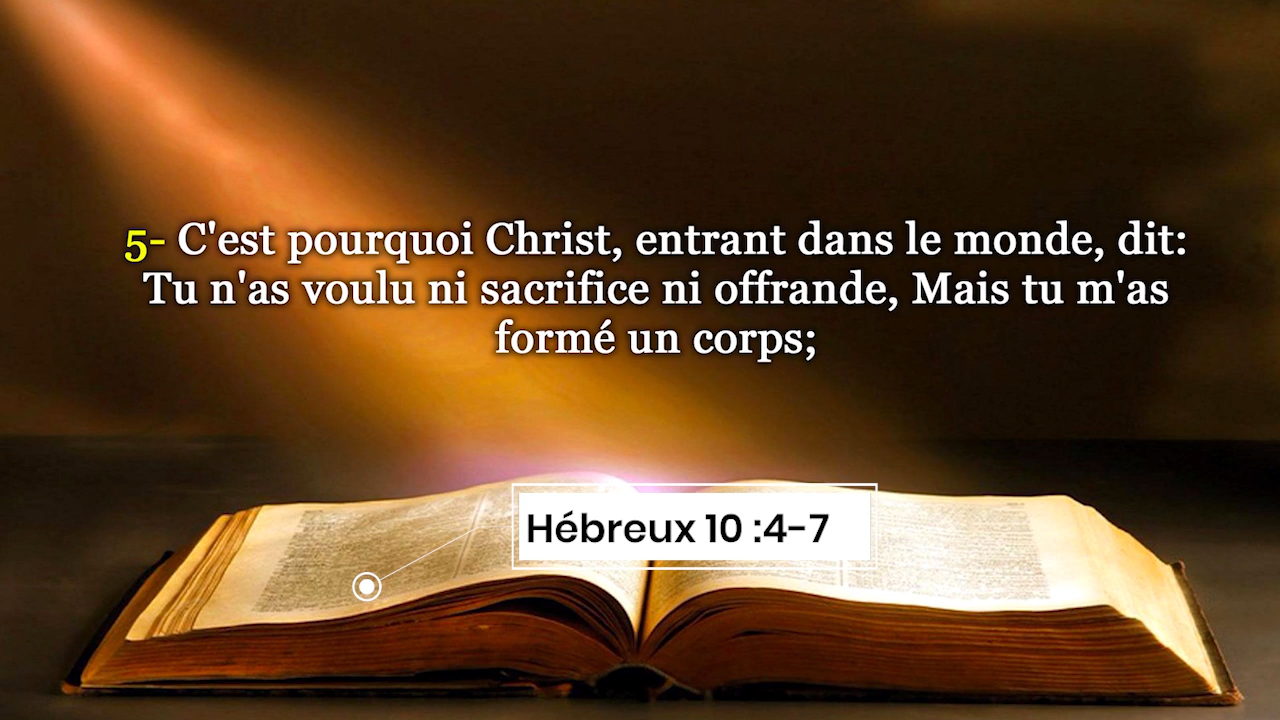 5- C'est pourquoi Christ, entrant dans le monde, dit:
Tu n'as voulu ni sacrifice ni offrande, Mais tu m'as
formé un corps;
Hébreux 10 :4-7